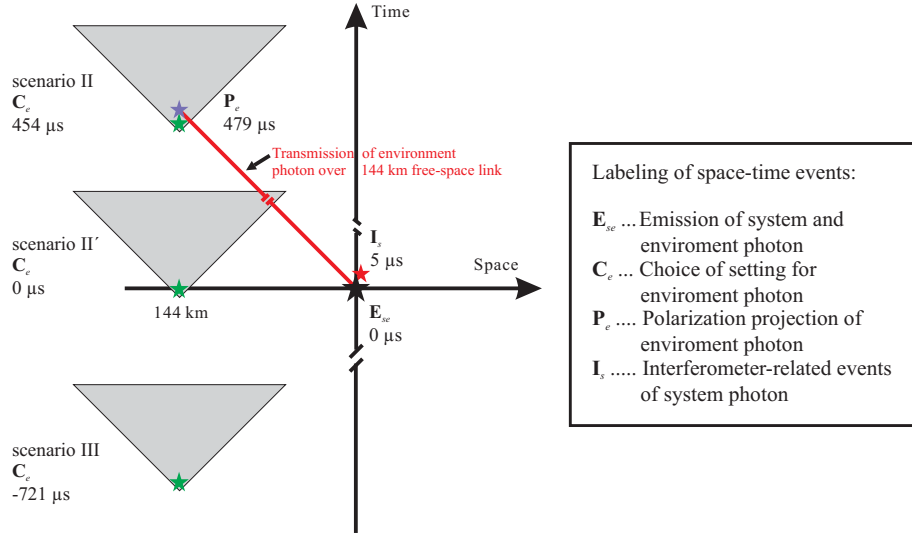 Time
scenario II
C_e
454 µs
P_e
479 µs
Transmission of environment
photon over 144 km free-space link
scenario II´
C_e
0 µs
I_s
5 µs
Space
144 km
E_se
0 µs
scenario III
C_e
-721 µs
Labeling of space-time events:
E_se ... Emission of system and
enviroment photon
C_e ... Choice of setting for
enviroment photon
P_e .... Polarization projection of
enviroment photon
I_s ..... Interferometer-related events
of system photon